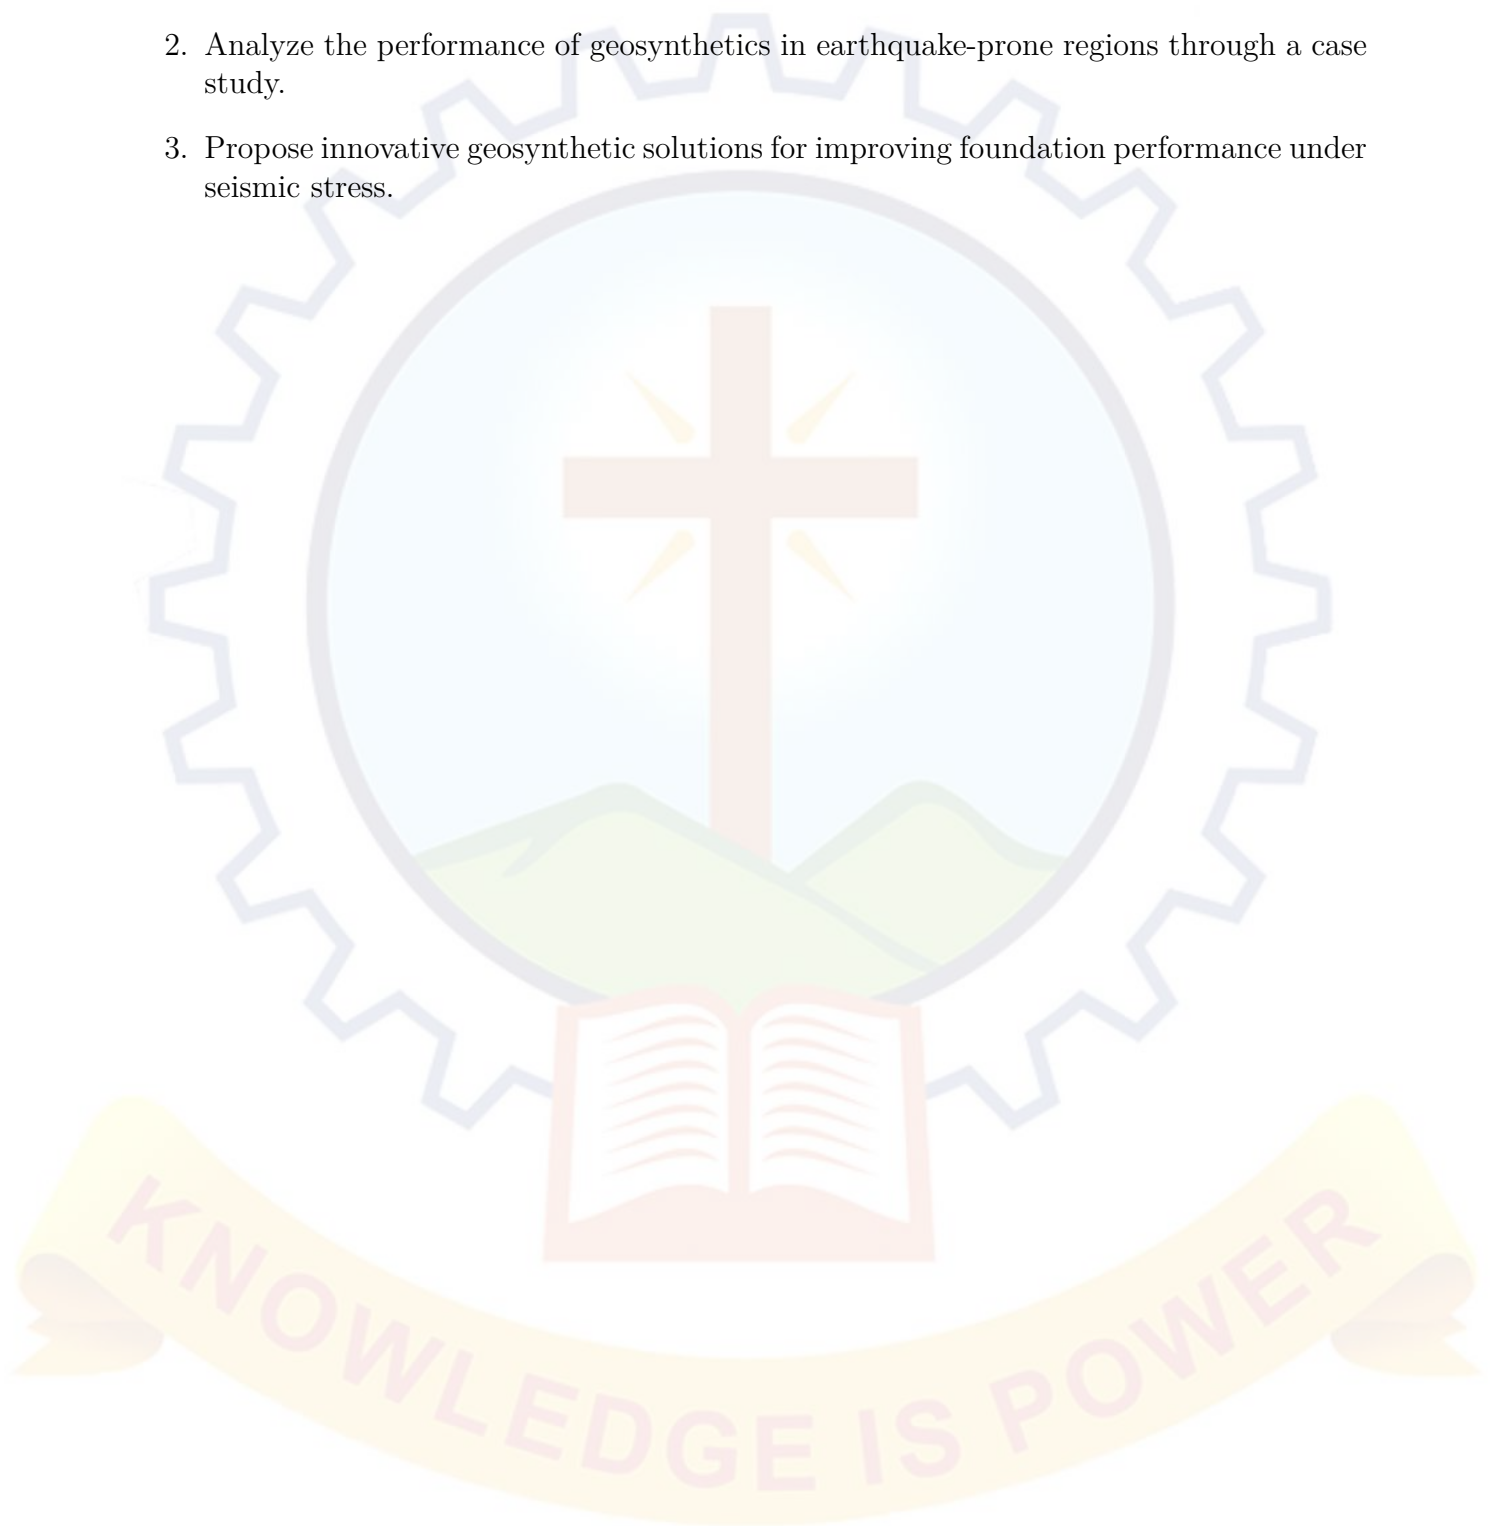 2. Analyze the performance of geosynthetics in earthquake-prone regions through a case
study.
3. Propose innovative geosynthetic solutions for improving foundation performance under
seismic stress.
KNOWLEDGE IS POWER